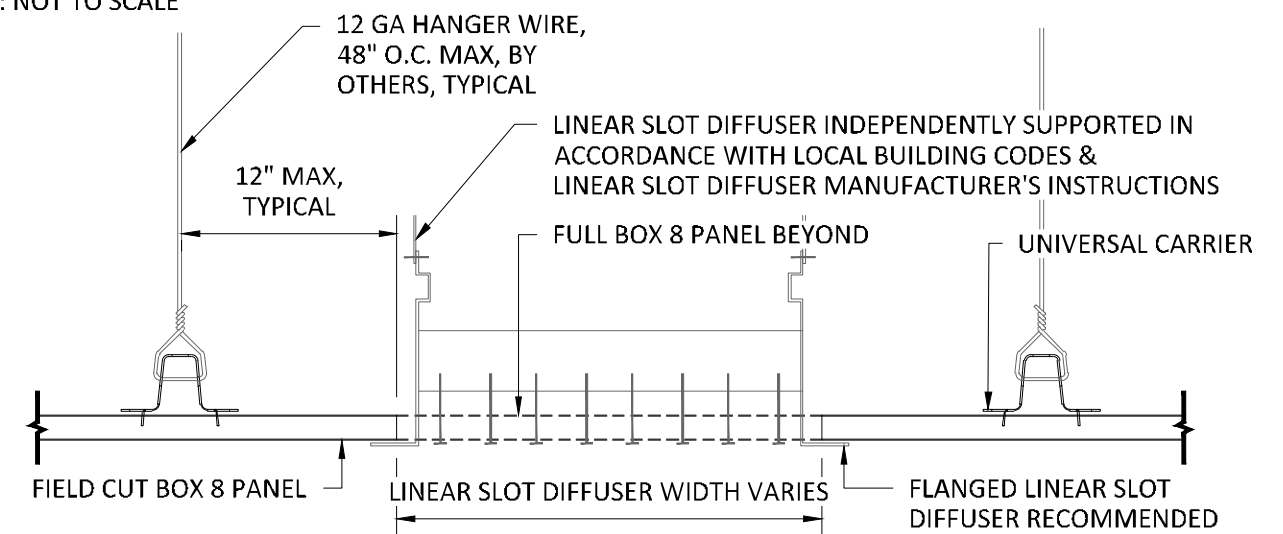 : NOT TO SCALE
12 GA HANGER WIRE,
48" O.C. MAX, BY
OTHERS, TYPICAL
LINEAR SLOT DIFFUSER INDEPENDENTLY SUPPORTED IN
ACCORDANCE WITH LOCAL BUILDING CODES &
LINEAR SLOT DIFFUSER MANUFACTURER'S INSTRUCTIONS
12" MAX,
TYPICAL
FULL BOX 8 PANEL BEYOND
UNIVERSAL CARRIER
FIELD CUT BOX 8 PANEL
LINEAR SLOT DIFFUSER WIDTH VARIES
FLANGED LINEAR SLOT
DIFFUSER RECOMMENDED